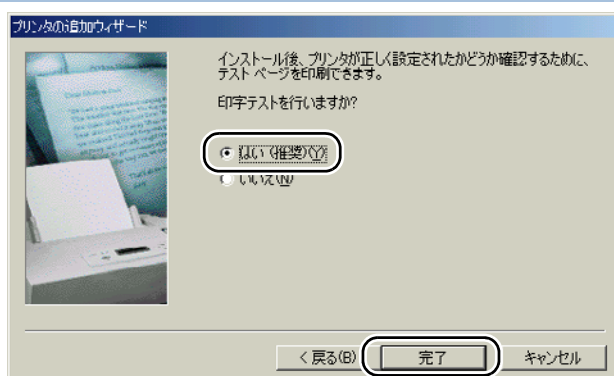 プリンタの追加ウィザード
インストール後、プリンタが正しく設定されたかどうか確認するために、
テスト ページを印刷できます。
印字テストを行いますか?
はい (推奨)(Y)
いいえ(N)
< 戻る(B)
完了
キャンセル